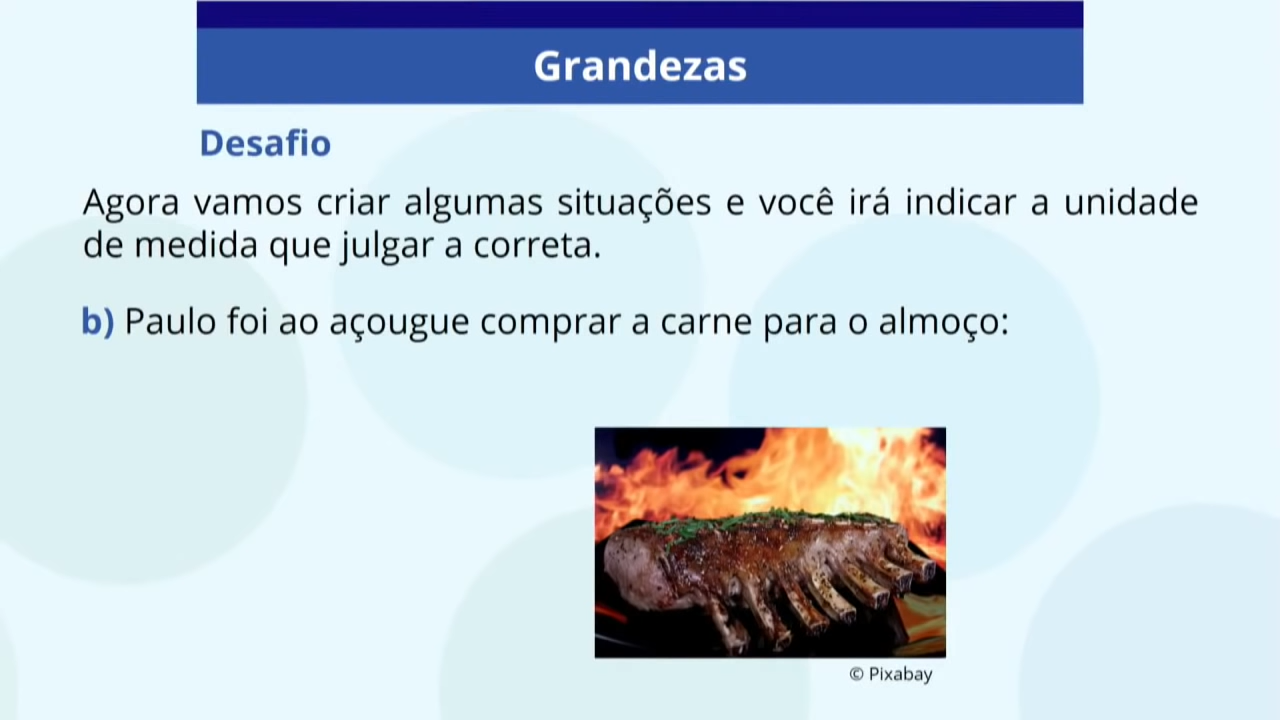 Grandezas
Desafio
Agora vamos criar algumas situações e você irá indicar a unidade
de medida que julgar a correta.
b) Paulo foi ao açougue comprar a carne para o almoço:
© Pixabay